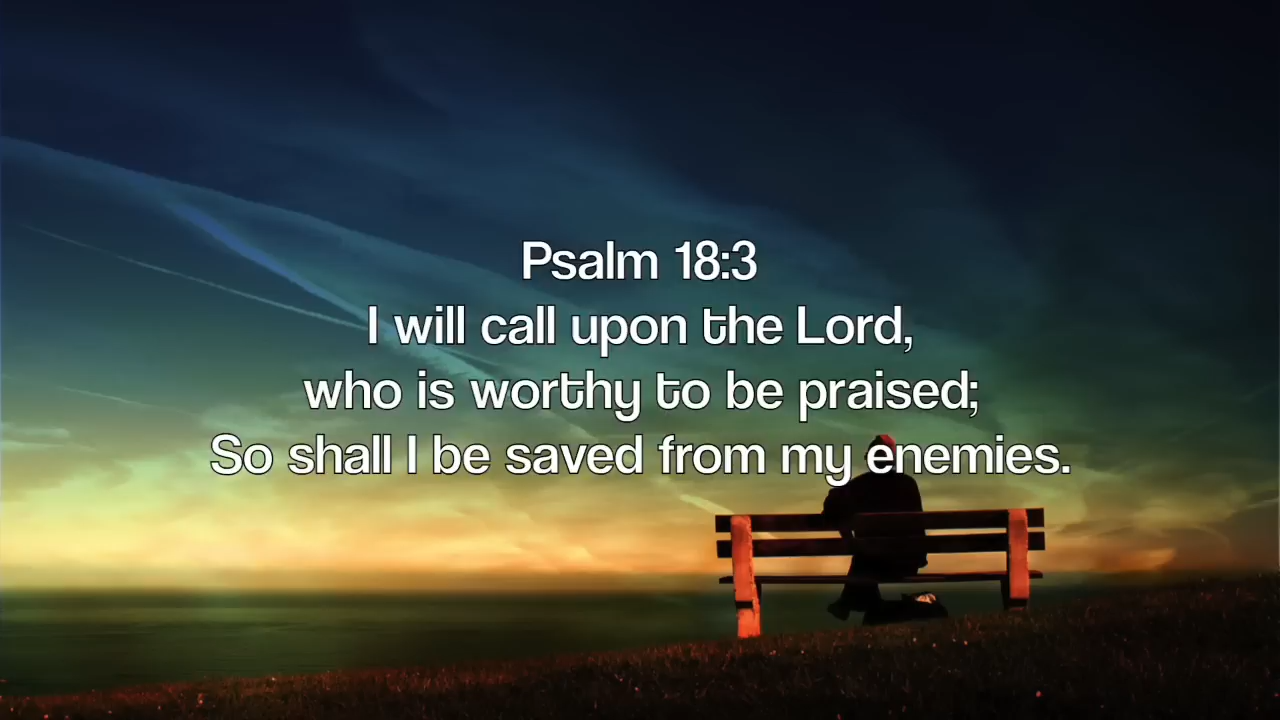 Psalm 18:3
I will call upon the Lord,
who is worthy to be praised;
So shall I be saved from my enemies.